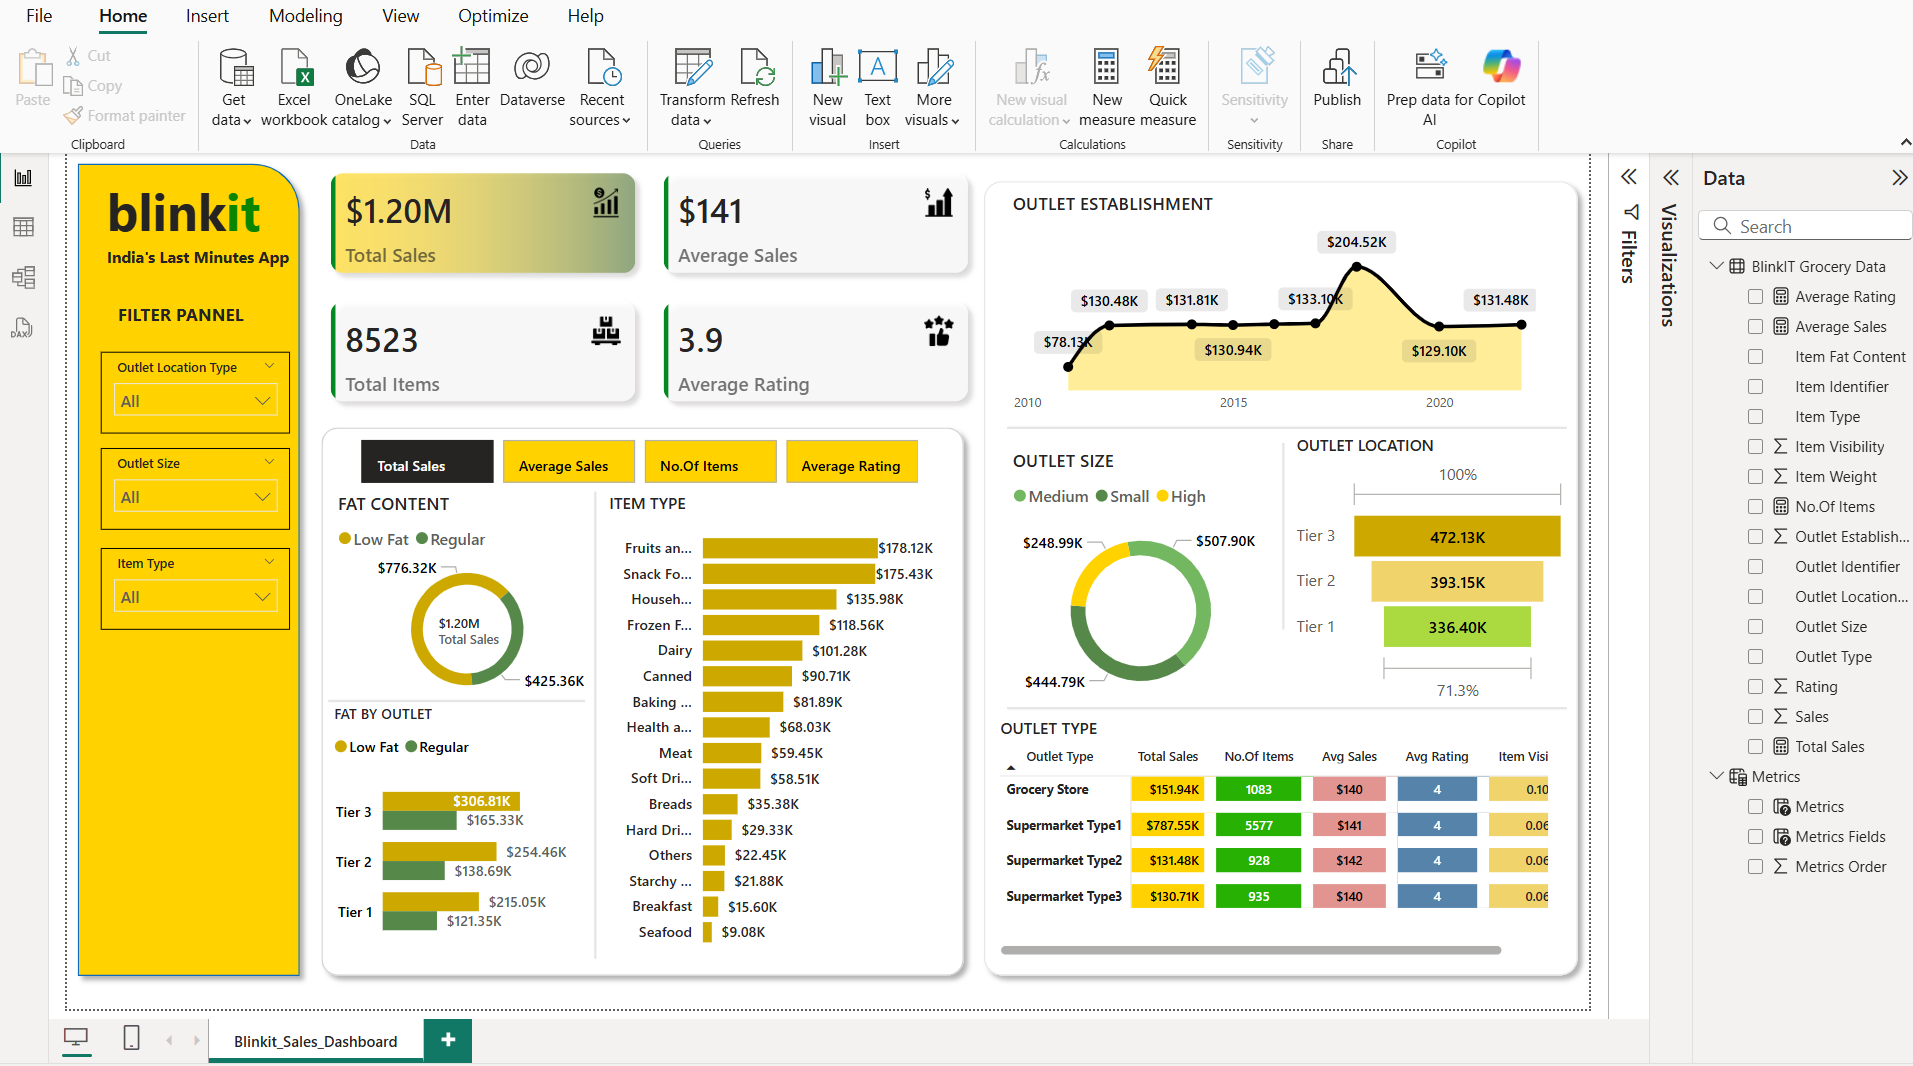 File Home Insert Modeling View Optimize Help
Paste
Cut
Copy
Format painter
Clipboard
Get data
Excel workbook
OneLake catalog
SQL Server
Enter data
Dataverse
Recent sources
Data
Transform data
Refresh
Queries
New visual
Text box
More visuals
Insert
New visual calculation
New measure
Quick measure
Calculations
Sensitivity
Sensitivity
Publish
Share
Prep data for AI
Copilot
Copilot
blinkit
India's Last Minutes App
FILTER PANNEL
Outlet Location Type
All
Outlet Size
All
Item Type
All
$1.20M
Total Sales
$141
Average Sales
8523
Total Items
3.9
Average Rating
Total Sales
Average Sales
No.Of Items
Average Rating
FAT CONTENT
Low Fat Regular
$776.32K
$1.20M
Total Sales
$425.36K
FAT BY OUTLET
Low Fat Regular
Tier 3 $306.81K
$165.33K
Tier 2 $254.46K
$138.69K
Tier 1 $215.05K
$121.35K
ITEM TYPE
Fruits an... $178.12K
Snack Fo... $175.43K
Househ... $135.98K
Frozen F... $118.56K
Dairy $101.28K
Canned $90.71K
Baking ... $81.89K
Health a... $68.03K
Meat $59.45K
Soft Dri... $58.51K
Breads $35.38K
Hard Dri... $29.33K
Others $22.45K
Starchy ... $21.88K
Breakfast $15.60K
Seafood $9.08K
OUTLET ESTABLISHMENT
$204.52K
$130.48K $131.81K $133.10K $131.48K
$78.13K $130.94K $129.10K
2010 2015 2020
OUTLET SIZE
Medium Small High
$248.99K $507.90K
$444.79K
OUTLET LOCATION
100%
Tier 3 472.13K
Tier 2 393.15K
Tier 1 336.40K
71.3%
OUTLET TYPE
Outlet Type Total Sales No.Of Items Avg Sales Avg Rating Item Visi
Grocery Store $151.94K 1083 $140 4 0.10
Supermarket Type1 $787.55K 5577 $141 4 0.06
Supermarket Type2 $131.48K 928 $142 4 0.06
Supermarket Type3 $130.71K 935 $140 4 0.06
Filters
Visualizations
Data
Search
BlinkIT Grocery Data
Average Rating
Average Sales
Item Fat Content
Item Identifier
Item Type
Item Visibility
Item Weight
No.Of Items
Outlet Establish...
Outlet Identifier
Outlet Location...
Outlet Size
Outlet Type
Rating
Sales
Total Sales
Metrics
Metrics
Metrics Fields
Metrics Order
Blinkit_Sales_Dashboard
+